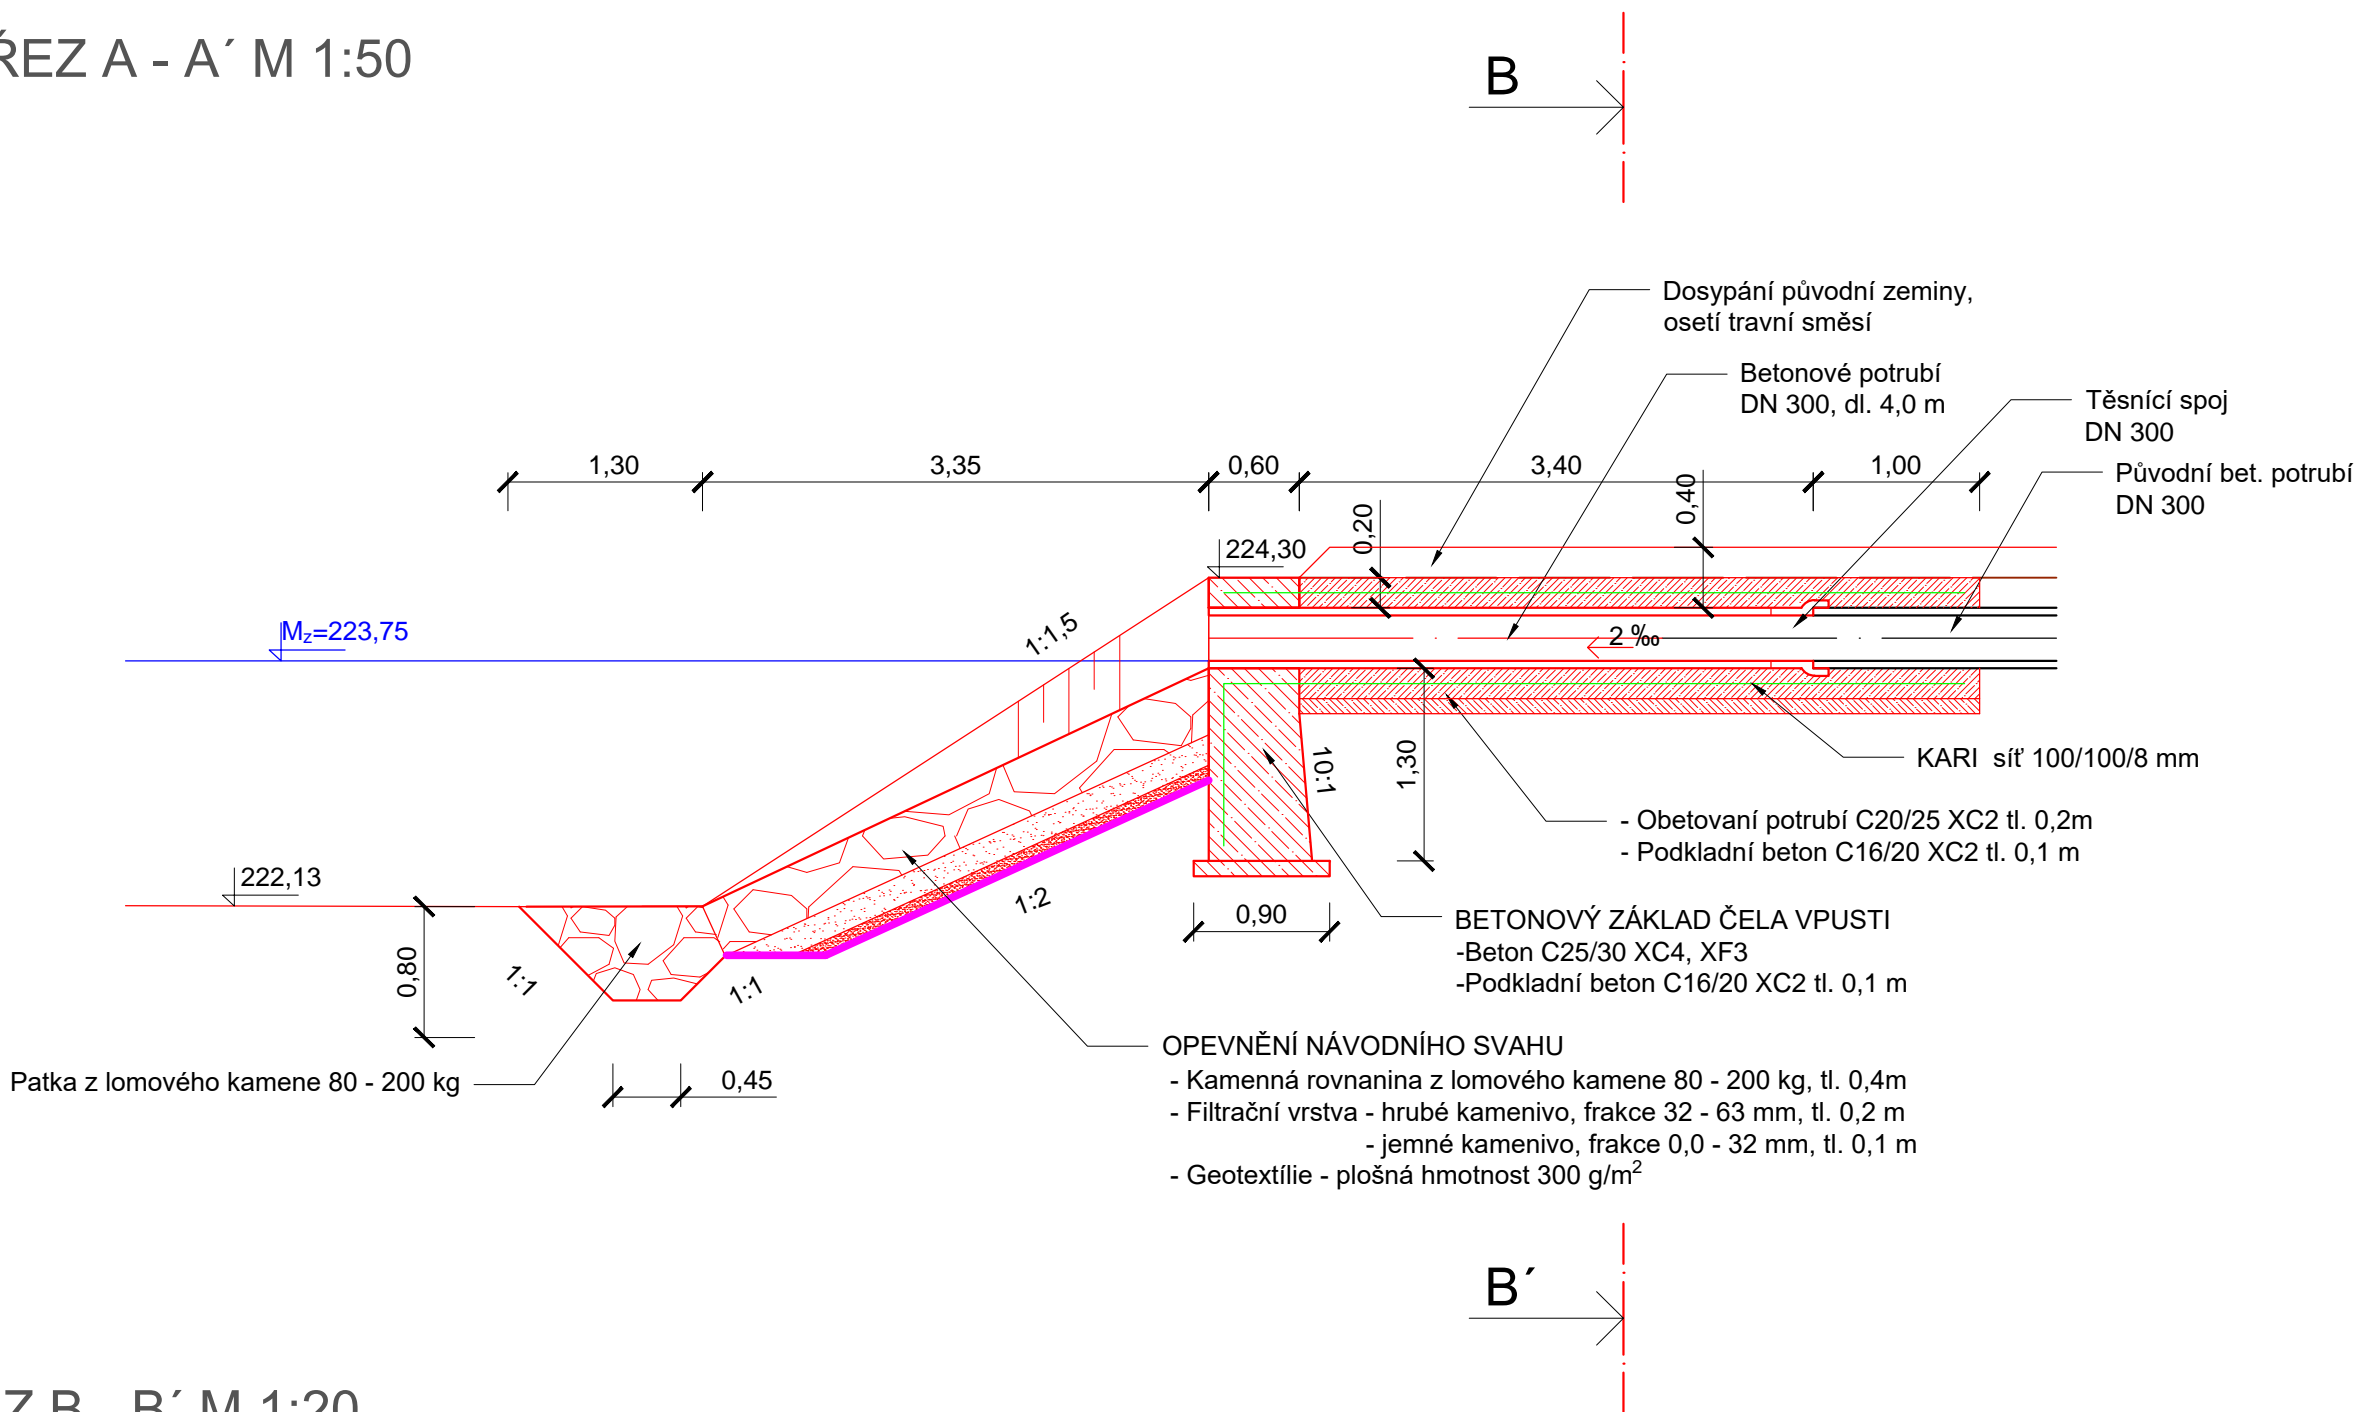 ŘEZ A - A´ M 1:50
B
Dosypání původní zeminy,
osetí travní směsí
Betonové potrubí
DN 300, dl. 4,0 m
Těsnící spoj
DN 300
Původní bet. potrubí
DN 300
1,30
3,35
0,60
3,40
1,00
0,20
0,40
224,30
Mz=223,75
1:1,5
2 ‰
10:1
1,30
KARI  síť 100/100/8 mm
- Obetovaní potrubí C20/25 XC2 tl. 0,2m
- Podkladní beton C16/20 XC2 tl. 0,1 m
222,13
1:2
0,90
BETONOVÝ ZÁKLAD ČELA VPUSTI
-Beton C25/30 XC4, XF3
-Podkladní beton C16/20 XC2 tl. 0,1 m
0,80
1:1
1:1
OPEVNĚNÍ NÁVODNÍHO SVAHU
- Kamenná rovnanina z lomového kamene 80 - 200 kg, tl. 0,4m
- Filtrační vrstva - hrubé kamenivo, frakce 32 - 63 mm, tl. 0,2 m
- jemné kamenivo, frakce 0,0 - 32 mm, tl. 0,1 m
- Geotextílie - plošná hmotnost 300 g/m²
Patka z lomového kamene 80 - 200 kg
0,45
B´
Z B - B´ M 1:20